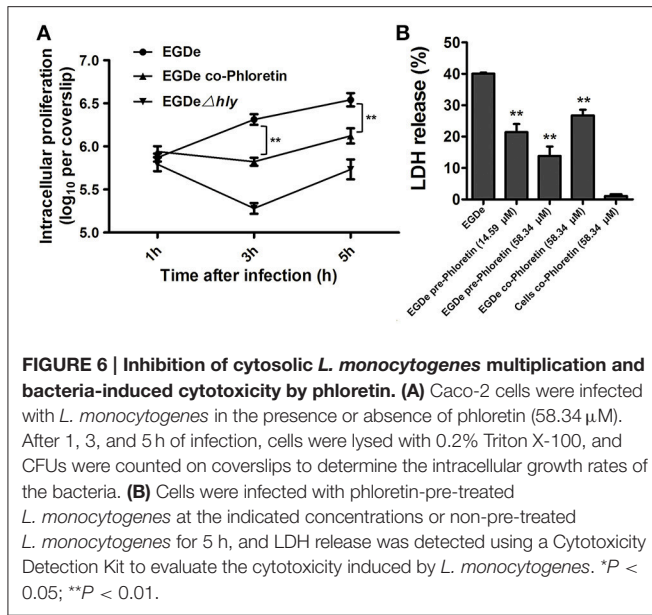 A
EGDe
EGDe co-Phloretin
EGDe△hly
Intracellular proliferation
(log10 per coverslip)
7.0
6.5
6.0
5.5
5.0
**
**
1h
3h
5h
Time after infection (h)
B
LDH release (%)
50
40
30
20
10
0
**
**
**
EGDe
EGDe pre-Phloretin (14.59 μM)
EGDe pre-Phloretin (58.34 μM)
EGDe co-Phloretin (58.34 μM)
Cells co-Phloretin (58.34 μM)
FIGURE 6 | Inhibition of cytosolic L. monocytogenes multiplication and
bacteria-induced cytotoxicity by phloretin. (A) Caco-2 cells were infected
with L. monocytogenes in the presence or absence of phloretin (58.34 μM).
After 1, 3, and 5 h of infection, cells were lysed with 0.2% Triton X-100, and
CFUs were counted on coverslips to determine the intracellular growth rates of
the bacteria. (B) Cells were infected with phloretin-pre-treated
L. monocytogenes at the indicated concentrations or non-pre-treated
L. monocytogenes for 5 h, and LDH release was detected using a Cytotoxicity
Detection Kit to evaluate the cytotoxicity induced by L. monocytogenes. *P <
0.05; **P < 0.01.